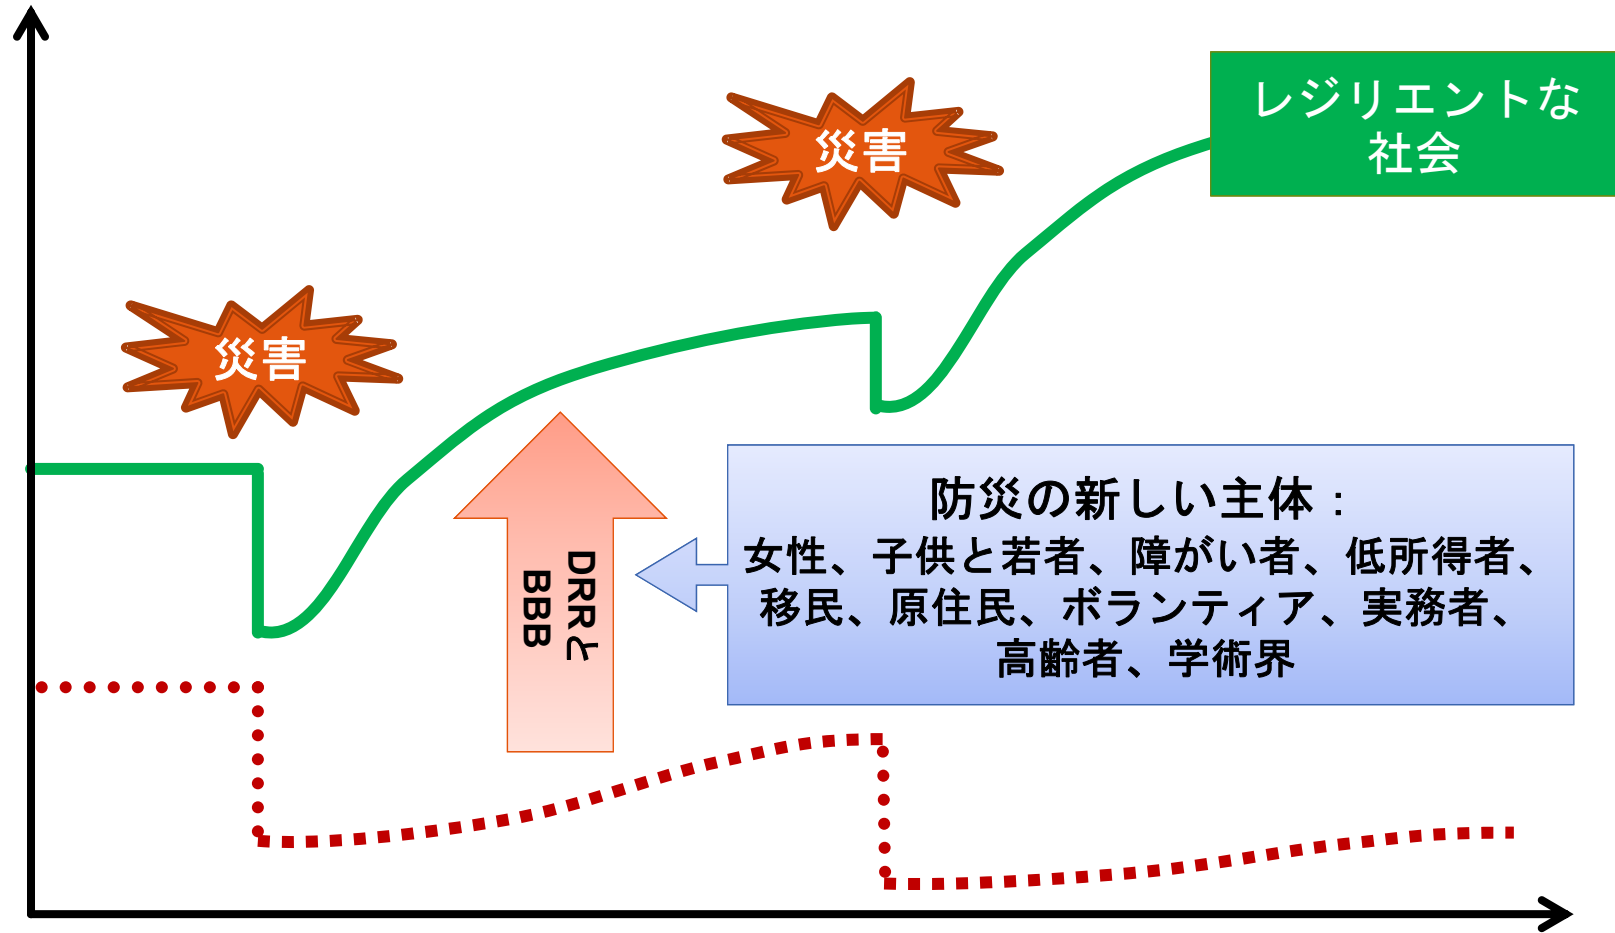 レジリエントな
社会
災害
災害
防災の新しい主体：
女性、子供と若者、障がい者、低所得者、
移民、原住民、ボランティア、実務者、
高齢者、学術界
DRRと
BBB